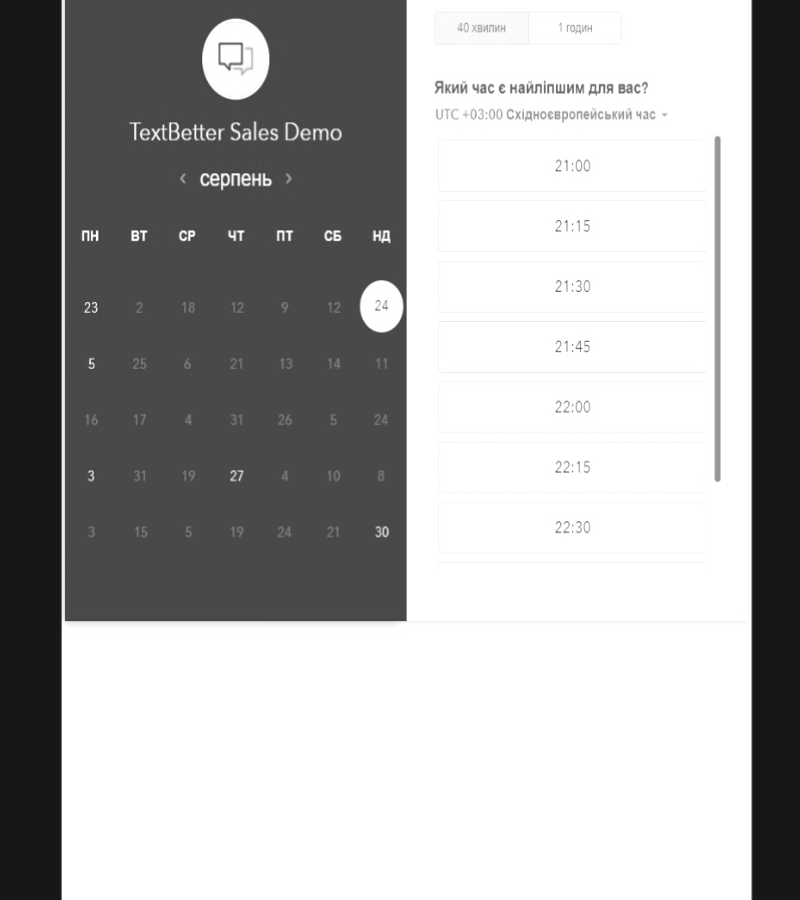 TextBetter Sales Demo
серпень
ПН ВТ СР ЧТ ПТ СБ НД
23 2 18 12 9 12 24
5 25 6 21 13 14 11
16 17 4 31 26 5 24
3 31 19 27 4 10 8
3 15 5 19 24 21 30
40 хвилин 1 годин
Який час є найліпшим для вас?
UTC +03:00 Східноєвропейський час
21:00
21:15
21:30
21:45
22:00
22:15
22:30